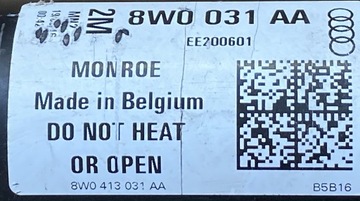 2M 8W0 031 AA
EE200601
MONROE
Made in Belgium
DO NOT HEAT
OR OPEN
8W0 413 031 AA B5B16